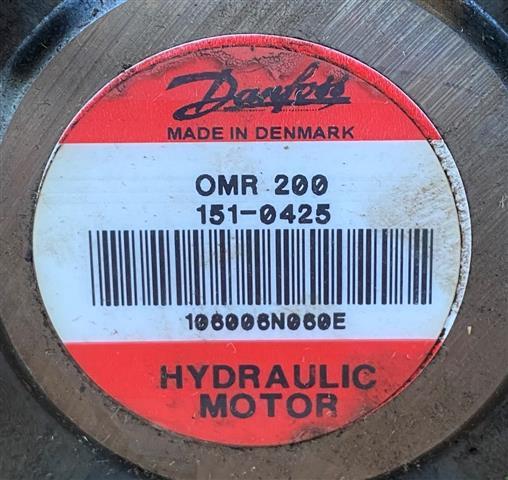 Danfoss
MADE IN DENMARK
OMR 200
151-0425
106006N060E
HYDRAULIC
MOTOR